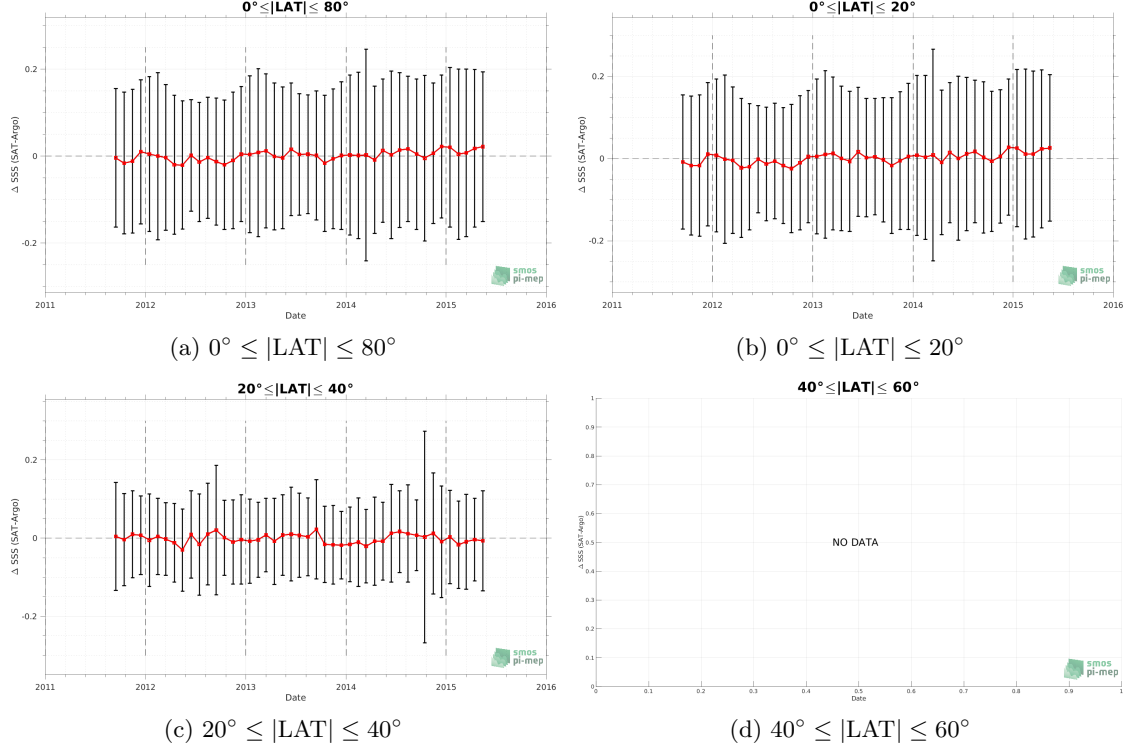 0°≤|LAT|≤ 80°
0.2
0
-0.2
Δ SSS (SAT-Argo)
2011 2012 2013 2014 2015 2016
Date
smos
pi-mep
(a) 0° ≤ |LAT| ≤ 80°
0°≤|LAT|≤ 20°
0.2
0
-0.2
Δ SSS (SAT-Argo)
2011 2012 2013 2014 2015 2016
Date
smos
pi-mep
(b) 0° ≤ |LAT| ≤ 20°
20°≤|LAT|≤ 40°
0.2
0
-0.2
Δ SSS (SAT-Argo)
2011 2012 2013 2014 2015 2016
Date
smos
pi-mep
(c) 20° ≤ |LAT| ≤ 40°
40°≤|LAT|≤ 60°
1
0.9
0.8
0.7
0.6
0.5
0.4
0.3
0.2
0.1
0
Δ SSS (SAT-Argo)
NO DATA
0 0.1 0.2 0.3 0.4 0.5 0.6 0.7 0.8 0.9 1
smos
pi-mep
(d) 40° ≤ |LAT| ≤ 60°